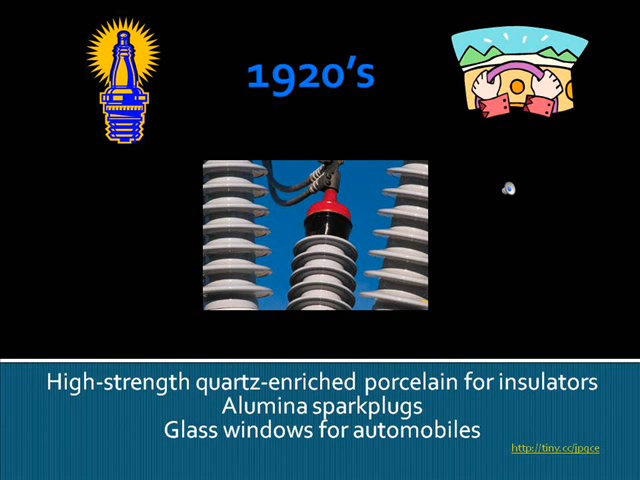 1920's
High-strength quartz-enriched porcelain for insulators
Alumina sparkplugs
Glass windows for automobiles
http://tiny.cc/jpqce